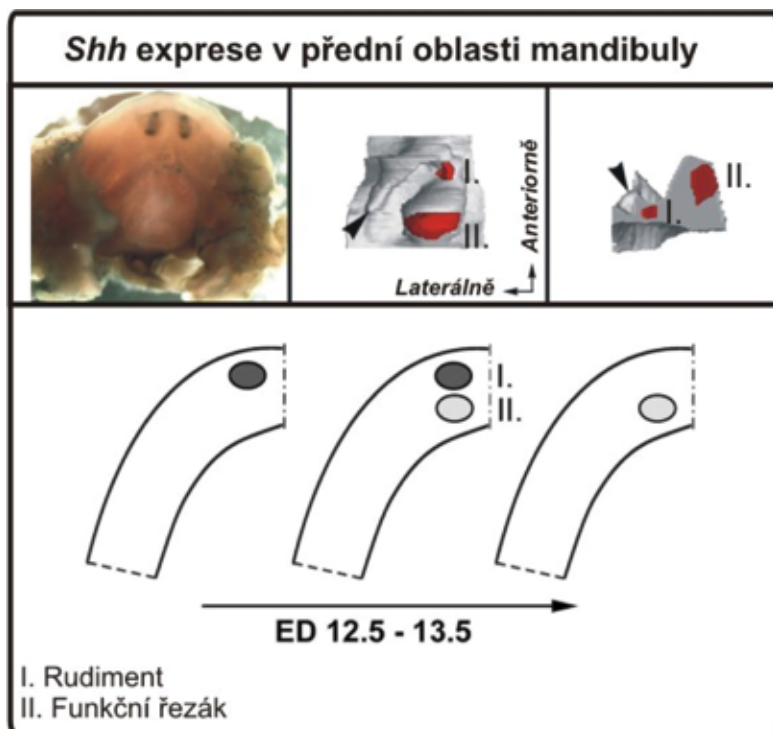 Shh exprese v přední oblasti mandibuly
I.
II.
Anteriorně
Laterálně
II.
I.
I.
II.
ED 12.5 - 13.5
I. Rudiment
II. Funkční řezák